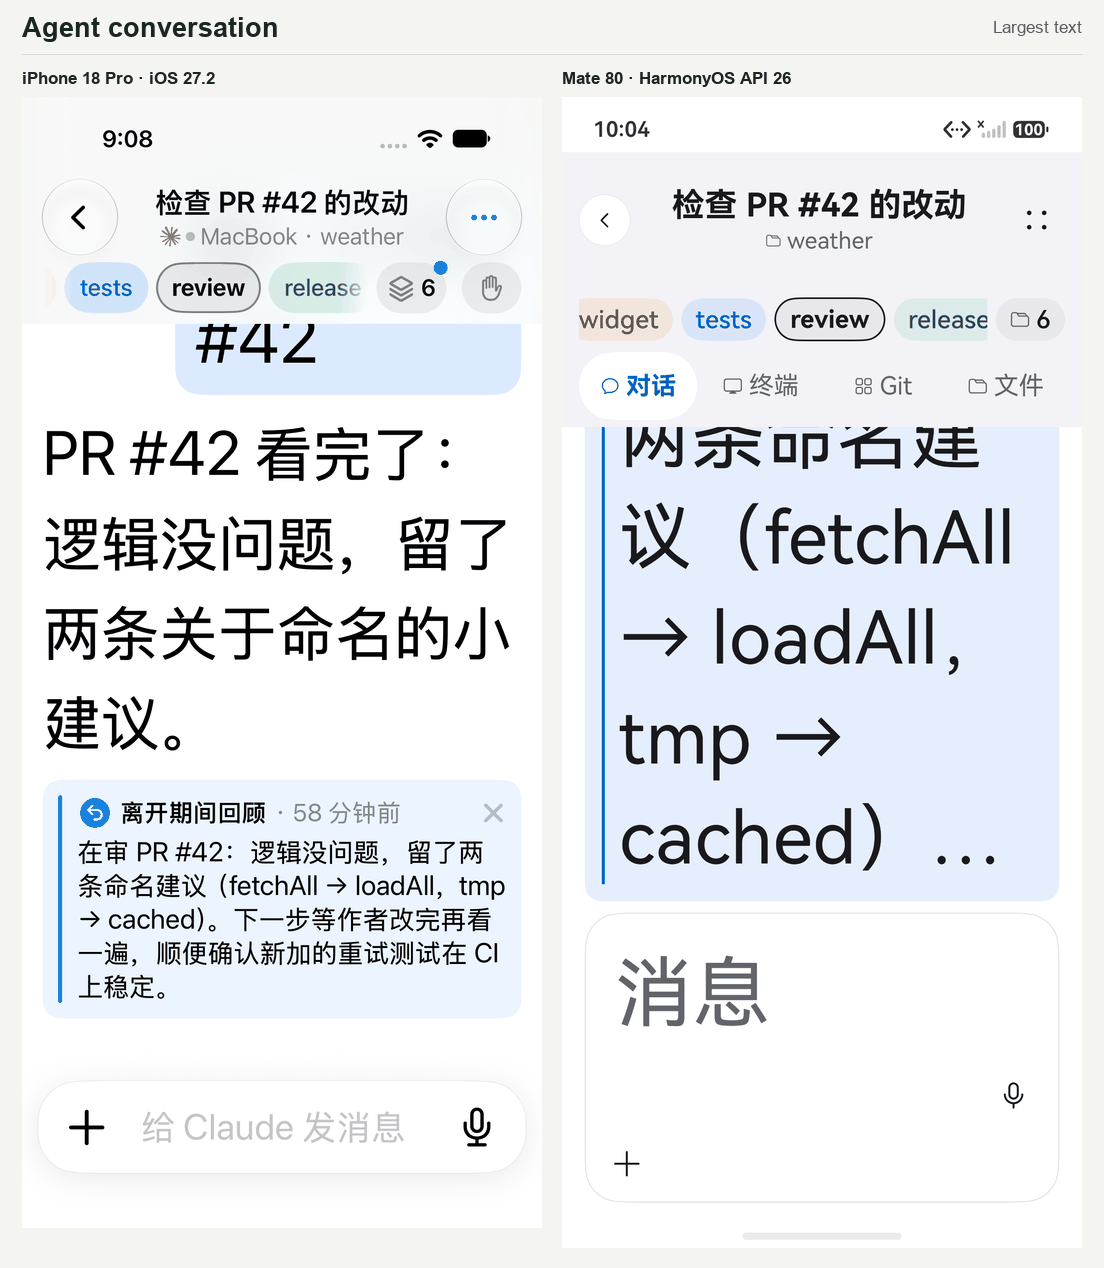 Agent conversation
Largest text
iPhone 18 Pro · iOS 27.2
9:08
检查 PR #42 的改动
MacBook · weather
tests
review
release
6
#42
PR #42 看完了：
逻辑没问题，留了
两条关于命名的小
建议。
离开期间回顾 · 58 分钟前
在审 PR #42：逻辑没问题，留了两
条命名建议（fetchAll → loadAll，tmp
→ cached）。下一步等作者改完再看
一遍，顺便确认新加的重试测试在 CI
上稳定。
给 Claude 发消息
Mate 80 · HarmonyOS API 26
10:04
100
检查 PR #42 的改动
weather
widget
tests
review
release
6
对话
终端
Git
文件
两条命名建
议（fetchAll
→ loadAll，
tmp →
cached）…
消息